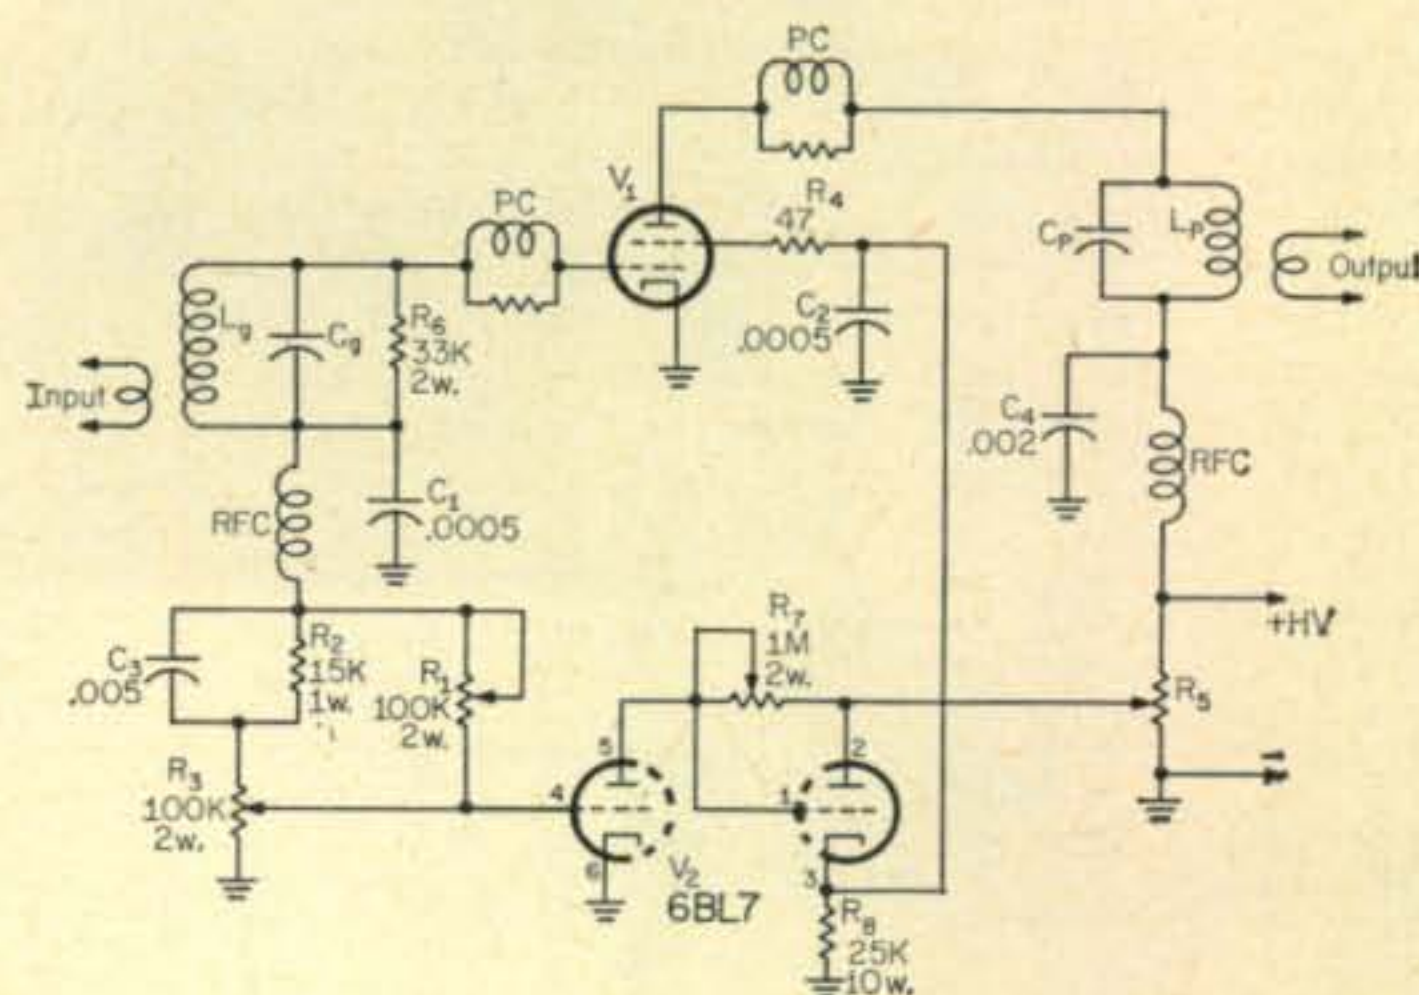 PC
PC
V₁
R₄
47
C₂
.0005
Cₚ
Lₚ
Output
Input
L₉
C₉
R₆
33K
2w.
C₁
.0005
RFC
C₄
.002
RFC
+HV
–
R₅
C₃
.005
R₂
15K
1w.
R₁
100K
2w.
R₇
1M
2w.
R₃
100K
2w.
5
4
6
V₂
6BL7
2
1
3
R₈
25K
10w.